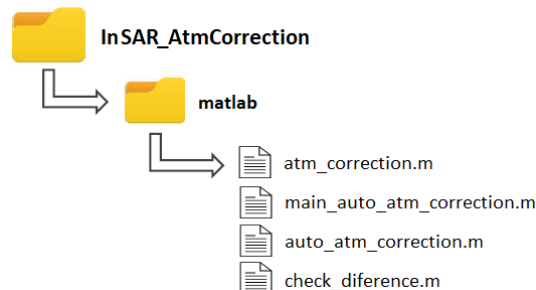 InSAR_AtmCorrection
matlab
atm_correction.m
main_auto_atm_correction.m
auto_atm_correction.m
check_diference.m